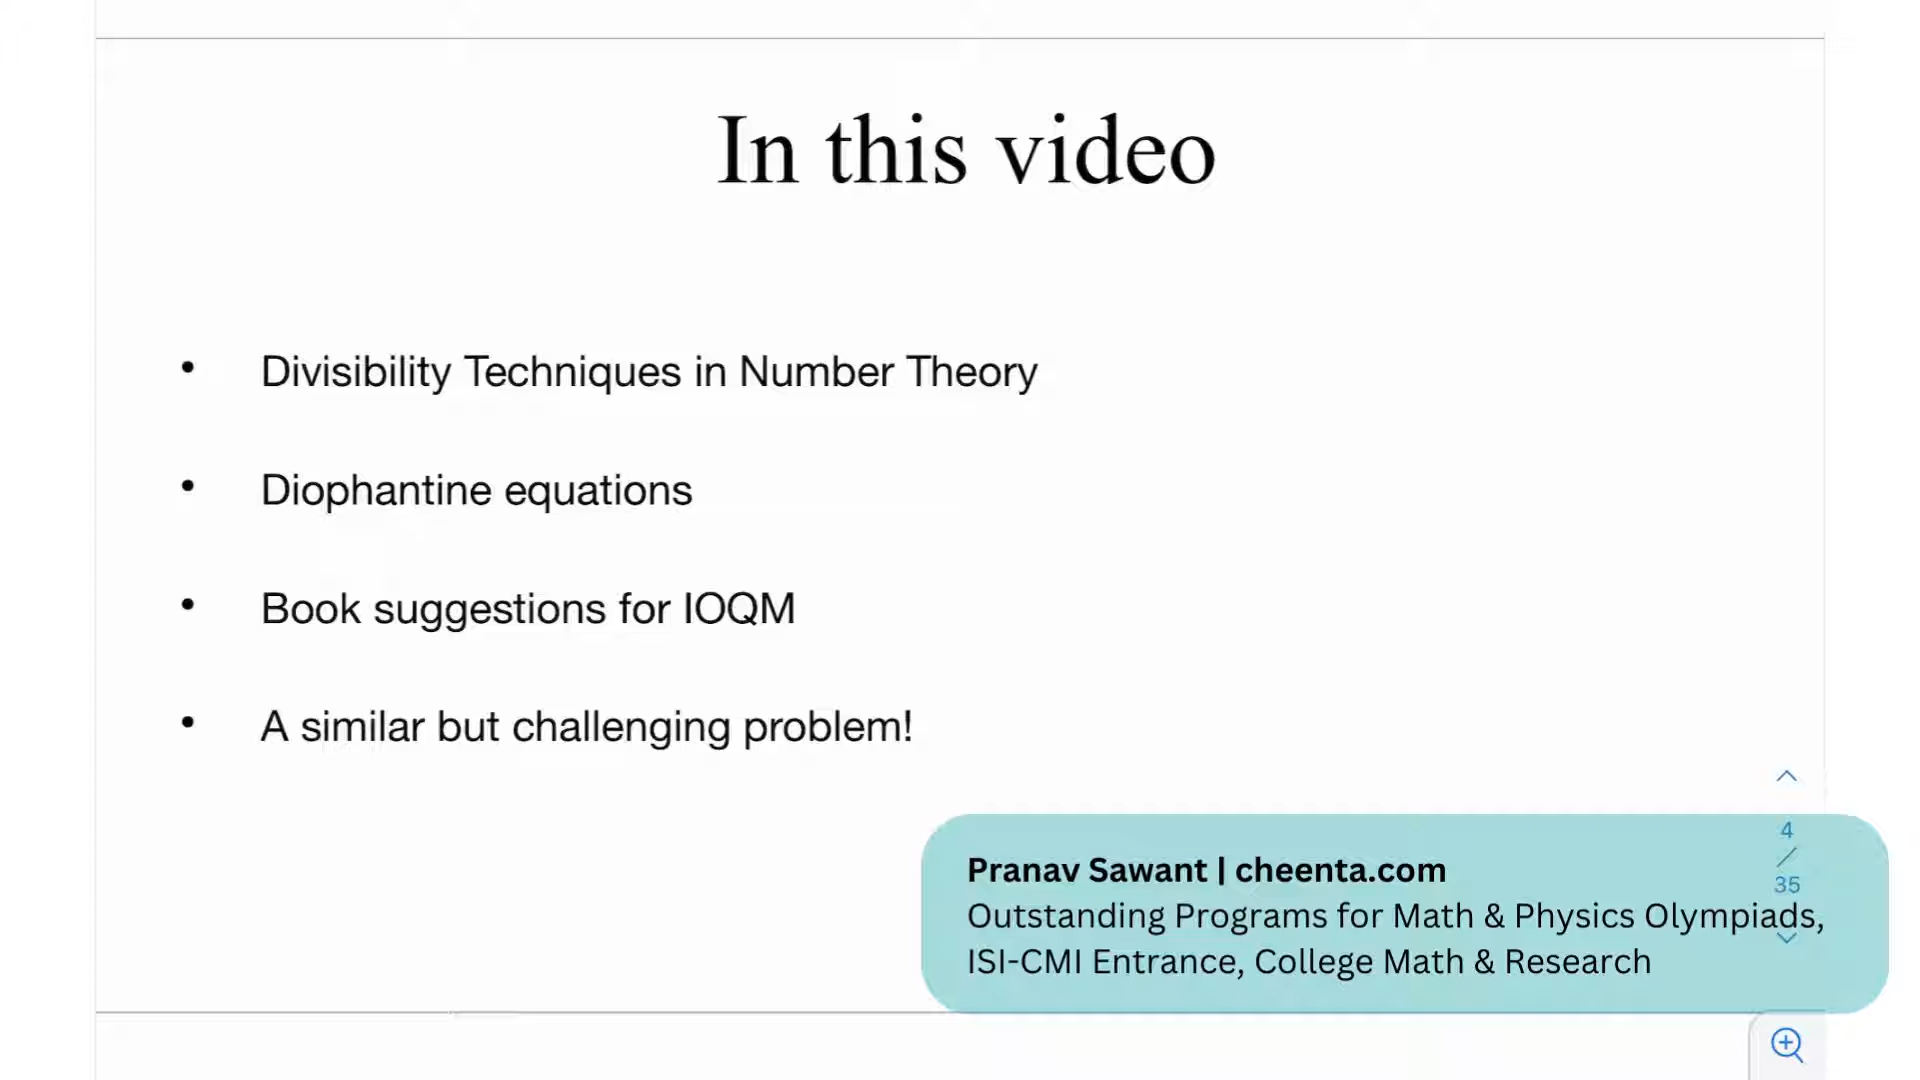 In this video
• Divisibility Techniques in Number Theory
• Diophantine equations
• Book suggestions for IOQM
• A similar but challenging problem!
4
/
35
Pranav Sawant | cheenta.com
Outstanding Programs for Math & Physics Olympiads,
ISI-CMI Entrance, College Math & Research